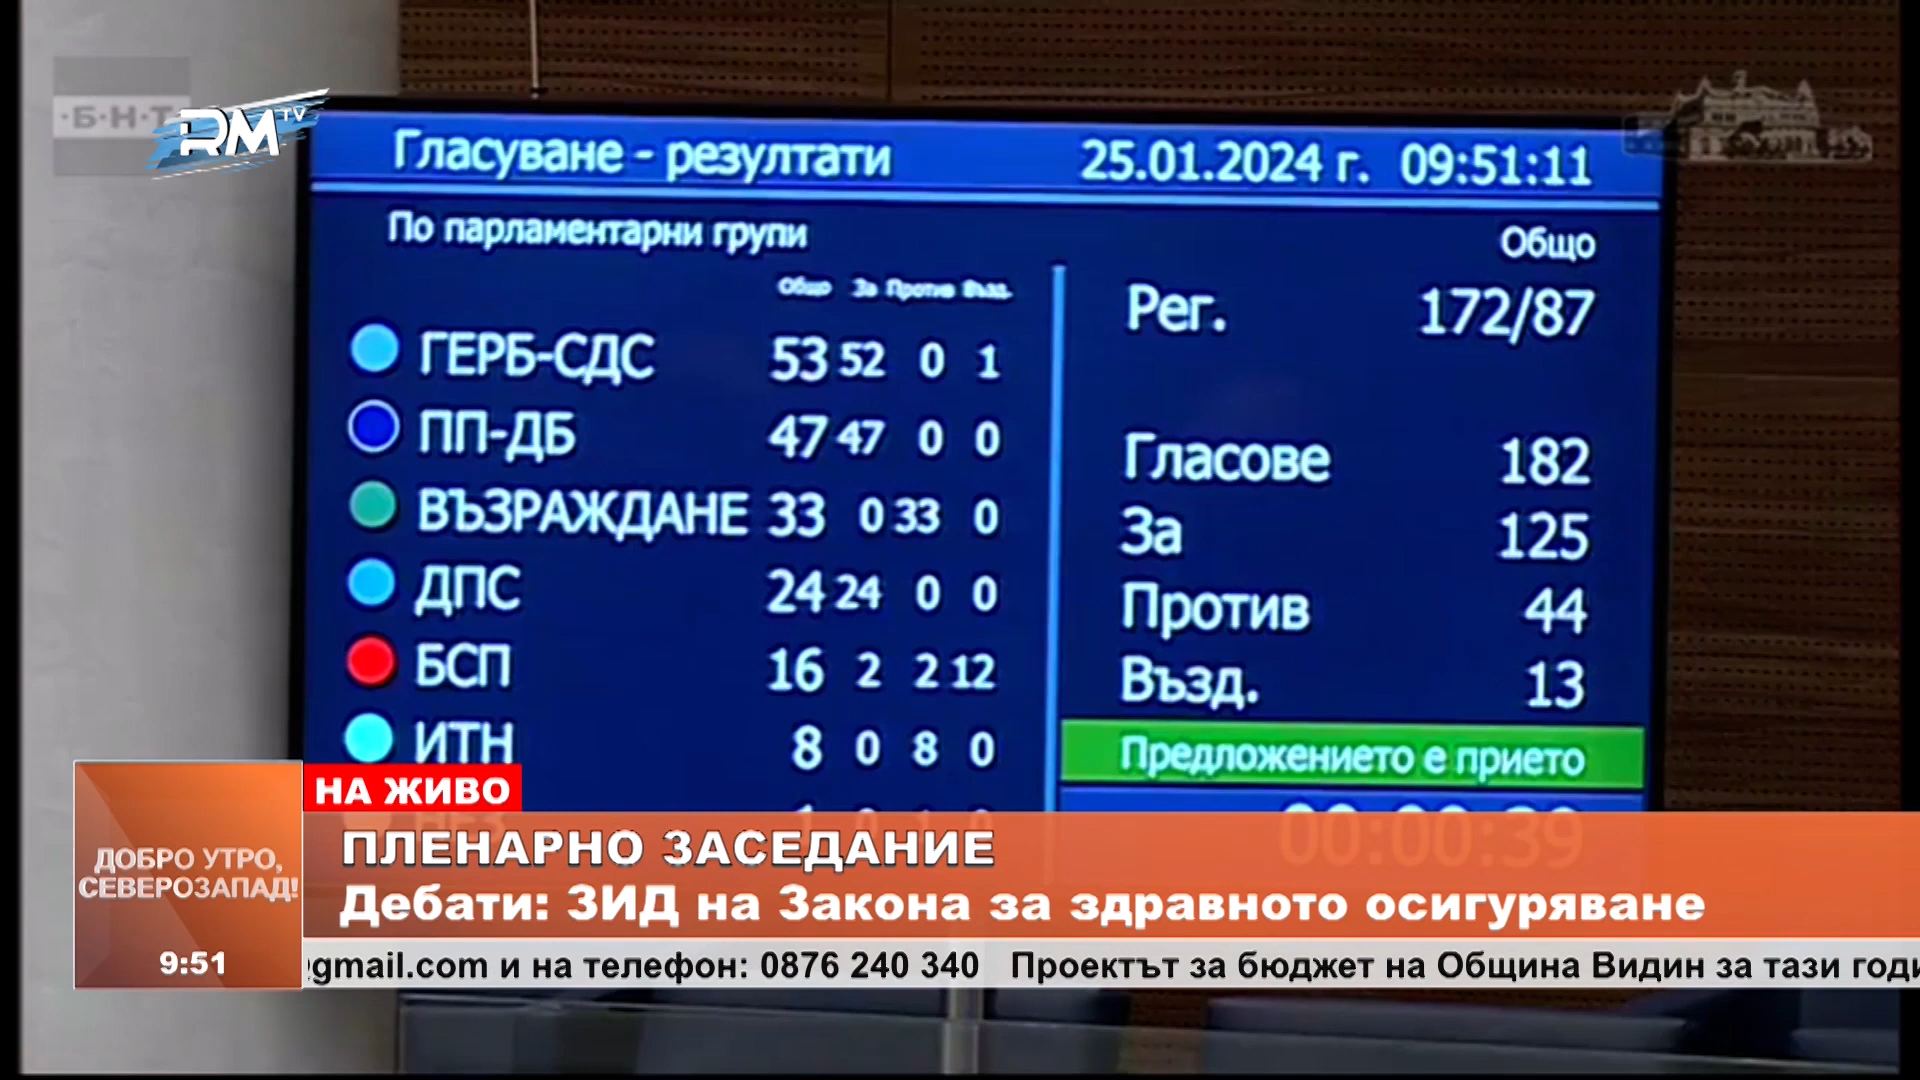 ·Б·Н·Т
RM TV
Гласуване - резултати 25.01.2024 г. 09:51:11
По парламентарни групи
Общо За Против Възд.
ГЕРБ-СДС 53 52 0 1
ПП-ДБ 47 47 0 0
ВЪЗРАЖДАНЕ 33 0 33 0
ДПС 24 24 0 0
БСП 16 2 2 12
ИТН 8 0 8 0
Общо
Рег. 172/87
Гласове 182
За 125
Против 44
Възд. 13
Предложението е прието
00:00:39
НА ЖИВО
ПЛЕНАРНО ЗАСЕДАНИЕ
Дебати: ЗИД на Закона за здравното осигуряване
ДОБРО УТРО,
СЕВЕРОЗАПАД!
9:51
@gmail.com и на телефон: 0876 240 340 Проектът за бюджет на Община Видин за тази годи